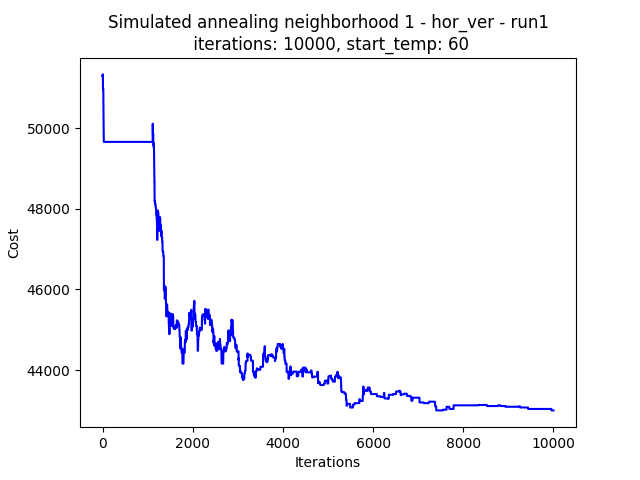 Simulated annealing neighborhood 1 - hor_ver - run1
iterations: 10000, start_temp: 60
50000
48000
46000
44000
Cost
0
2000
4000
6000
8000
10000
Iterations